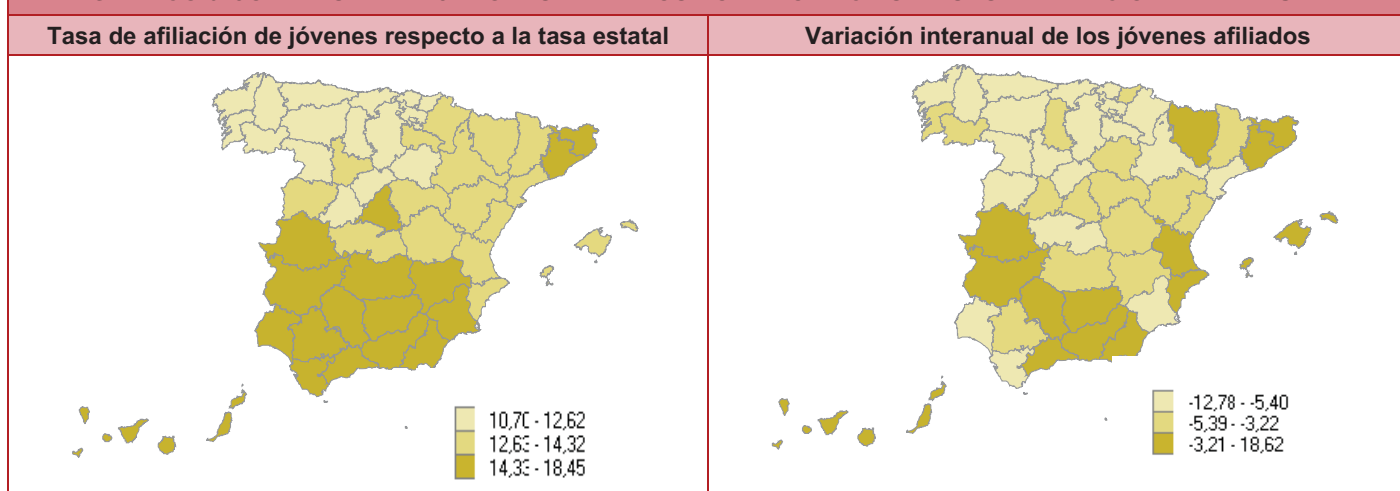 Tasa de afiliación de jóvenes respecto a la tasa estatal
Variación interanual de los jóvenes afiliados
10,70 - 12,62
12,63 - 14,32
14,33 - 18,45
-12,78 - -5,40
-5,39 - -3,22
-3,21 - 18,62